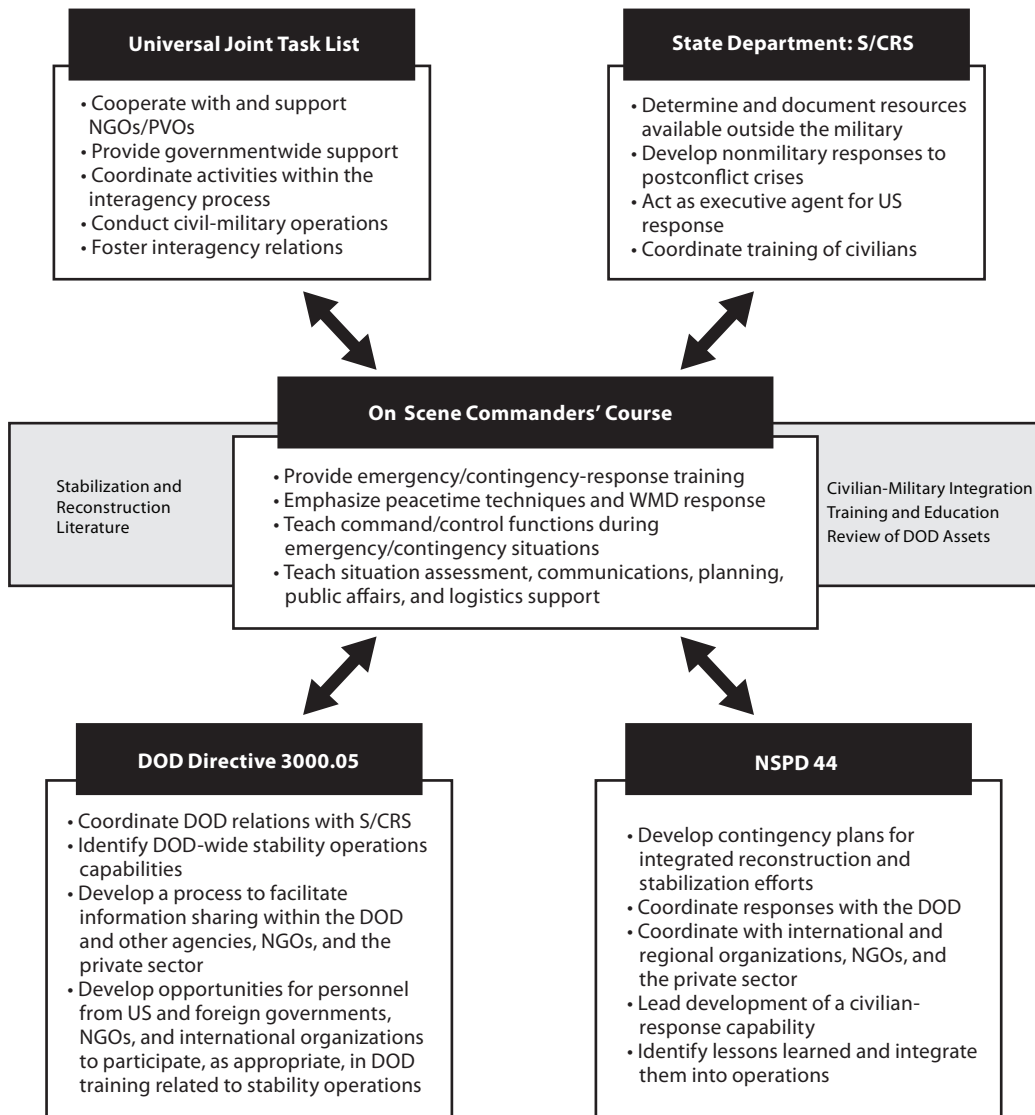 Universal Joint Task List
• Cooperate with and support
NGOs/PVOs
• Provide governmentwide support
• Coordinate activities within the
interagency process
• Conduct civil-military operations
• Foster interagency relations
State Department: S/CRS
• Determine and document resources
available outside the military
• Develop nonmilitary responses to
postconflict crises
• Act as executive agent for US
response
• Coordinate training of civilians
On Scene Commanders’ Course
Stabilization and
Reconstruction
Literature
• Provide emergency/contingency-response training
• Emphasize peacetime techniques and WMD response
• Teach command/control functions during
emergency/contingency situations
• Teach situation assessment, communications, planning,
public affairs, and logistics support
Civilian-Military Integration
Training and Education
Review of DOD Assets
DOD Directive 3000.05
• Coordinate DOD relations with S/CRS
• Identify DOD-wide stability operations
capabilities
• Develop a process to facilitate
information sharing within the DOD
and other agencies, NGOs, and the
private sector
• Develop opportunities for personnel
from US and foreign governments,
NGOs, and international organizations
to participate, as appropriate, in DOD
training related to stability operations
NSPD 44
• Develop contingency plans for
integrated reconstruction and
stabilization efforts
• Coordinate responses with the DOD
• Coordinate with international and
regional organizations, NGOs, and
the private sector
• Lead development of a civilian-
response capability
• Identify lessons learned and integrate
them into operations